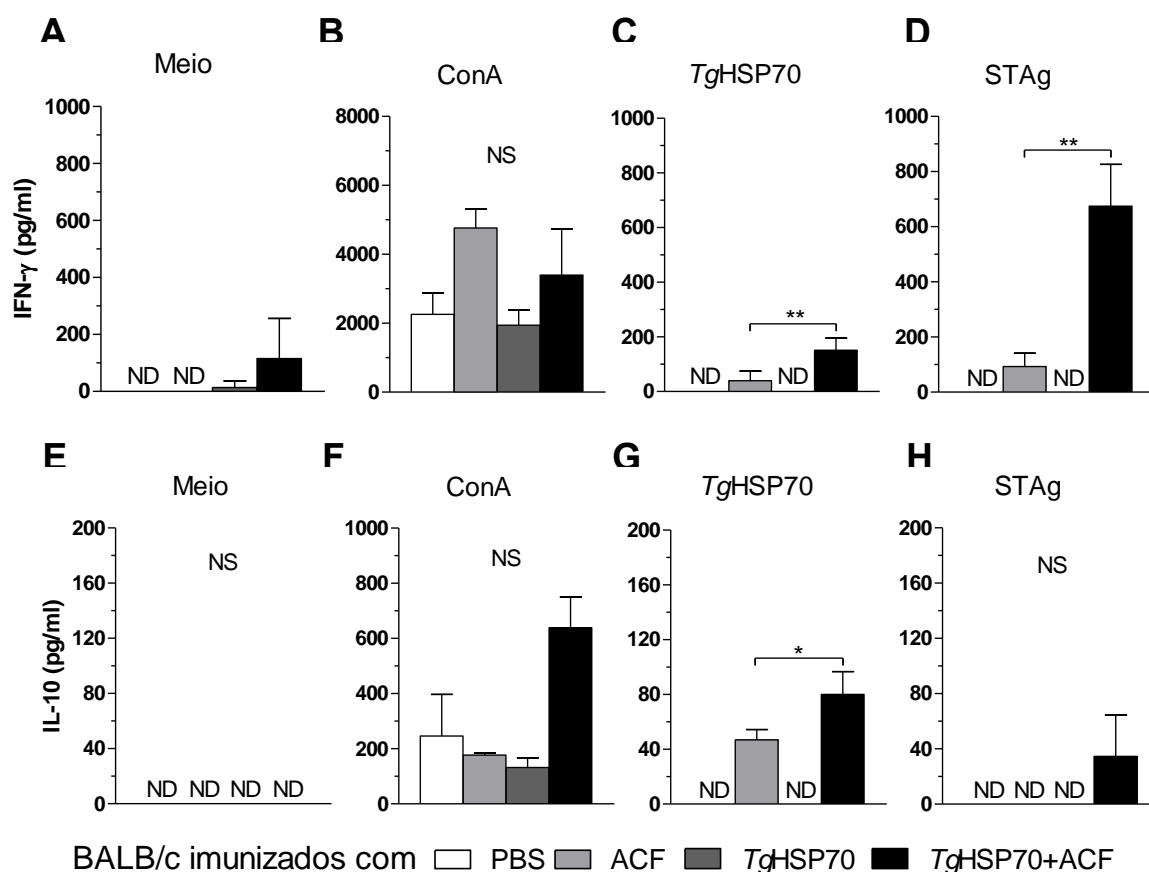 A B C D
Meio ConA TgHSP70 STAg
IFN-γ (pg/ml)
1000
800
600
400
200
0
ND ND
8000
6000
4000
2000
0
NS
1000
800
600
400
200
0
ND ND
**
1000
800
600
400
200
0
ND ND
**
E F G H
Meio ConA TgHSP70 STAg
IL-10 (pg/ml)
200
160
120
80
40
0
NS
ND ND ND ND
1000
800
600
400
200
0
NS
200
160
120
80
40
0
ND ND
*
200
160
120
80
40
0
NS
ND ND ND
BALB/c imunizados com PBS ACF TgHSP70 TgHSP70+ACF